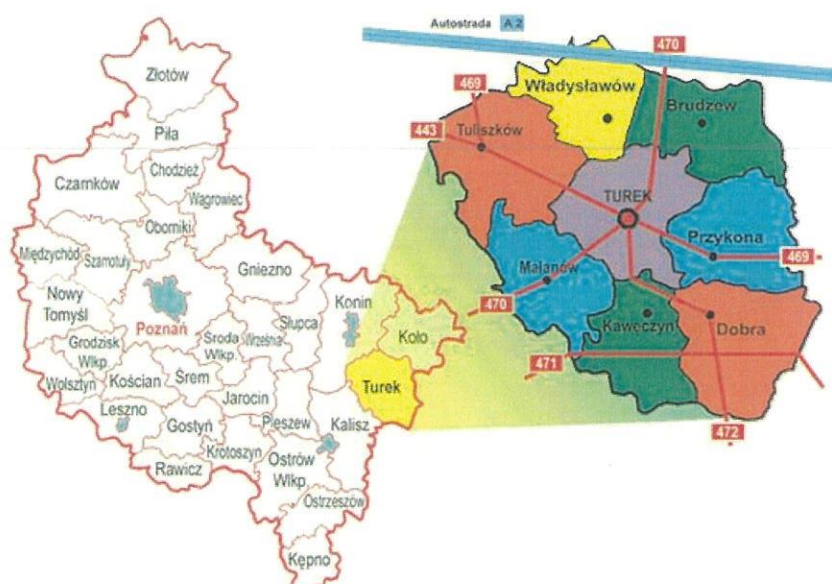 Złotów
Piła
Czarnków
Chodzież
Wągrowiec
Oborniki
Międzychód
Szamotuły
Gniezno
Nowy
Tomyśl
Poznań
Konin
Słupca
Koło
Środa
Wlkp.
Września
Grodzisk
Wlkp.
Wolsztyn
Kościan
Śrem
Turek
Leszno
Jarocin
Gostyń
Pleszew
Kalisz
Krotoszyn
Rawicz
Ostrów
Wlkp.
Ostrzeszów
Kępno
Autostrada A 2
470
469
Władysławów
Brudzew
443
Tuliszków
TUREK
Przykona
469
Malanów
470
Kawęczyn
Dobra
471
472